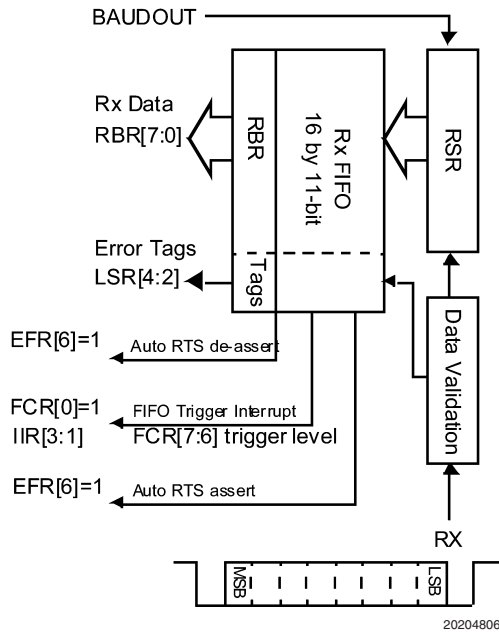 BAUDOUT
Rx Data
RBR[7:0]
RBR
Rx FIFO
16 by 11-bit
RSR
Error Tags
LSR[4:2]
Tags
Data Validation
EFR[6]=1
Auto RTS de-assert
FCR[0]=1
FIFO Trigger Interrupt
IIR[3:1]
FCR[7:6] trigger level
EFR[6]=1
Auto RTS assert
RX
MSB
LSB
20204806